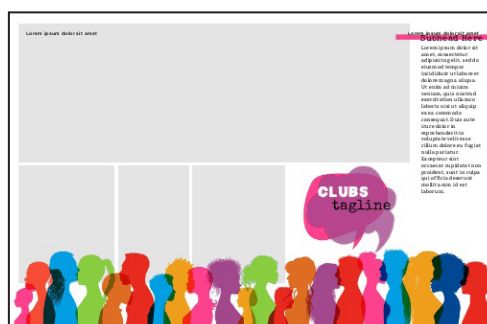 Lorem ipsum dolor sit amet
Lorem ipsum dolor sit amet
Subhead Here
Lorem ipsum dolor sit
amet, consectetur
adipisicing elit, sed do
eiusmod tempor
incididunt ut labore et
dolore magna aliqua.
Ut enim ad minim
veniam, quis nostrud
exercitation ullamco
laboris nisi ut aliquip
ex ea commodo
consequat. Duis aute
irure dolor in
reprehenderit in
voluptate velit esse
cillum dolore eu fugiat
nulla pariatur.
Excepteur sint
occaecat cupidatat non
proident, sunt in culpa
qui officia deserunt
mollit anim id est
laborum.
CLUBS
tagline